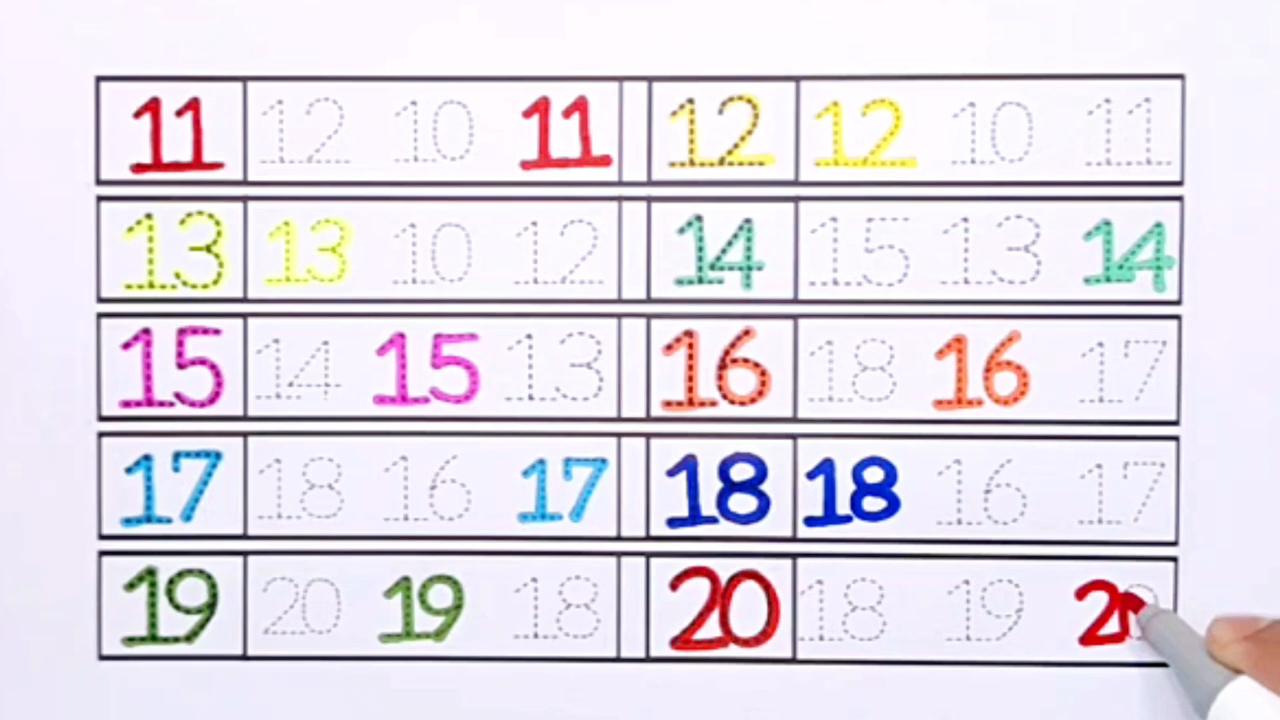 11 12 10 11 12 12 10 11
13 13 10 12 14 15 13 14
15 14 15 13 16 18 16 17
17 18 16 17 18 18 16 17
19 20 19 18 20 18 19 20